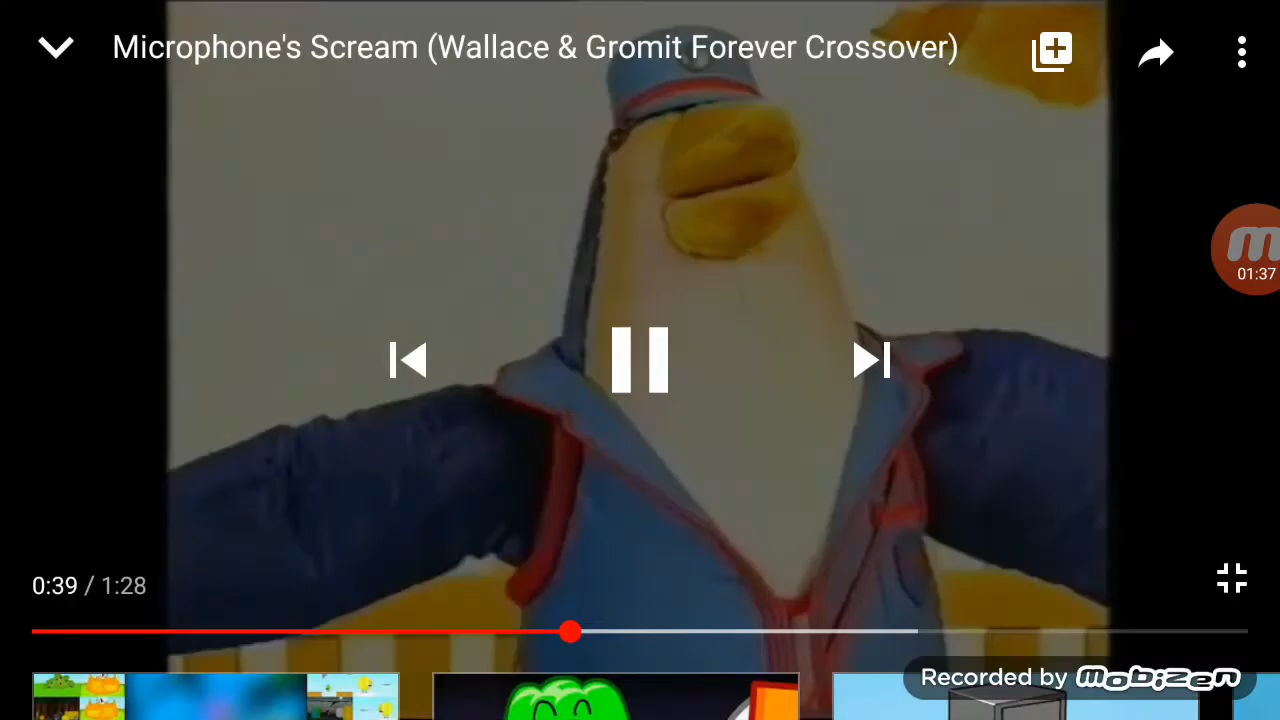 Microphone's Scream (Wallace & Gromit Forever Crossover)
01:37
0:39 / 1:28
Recorded by mobizen